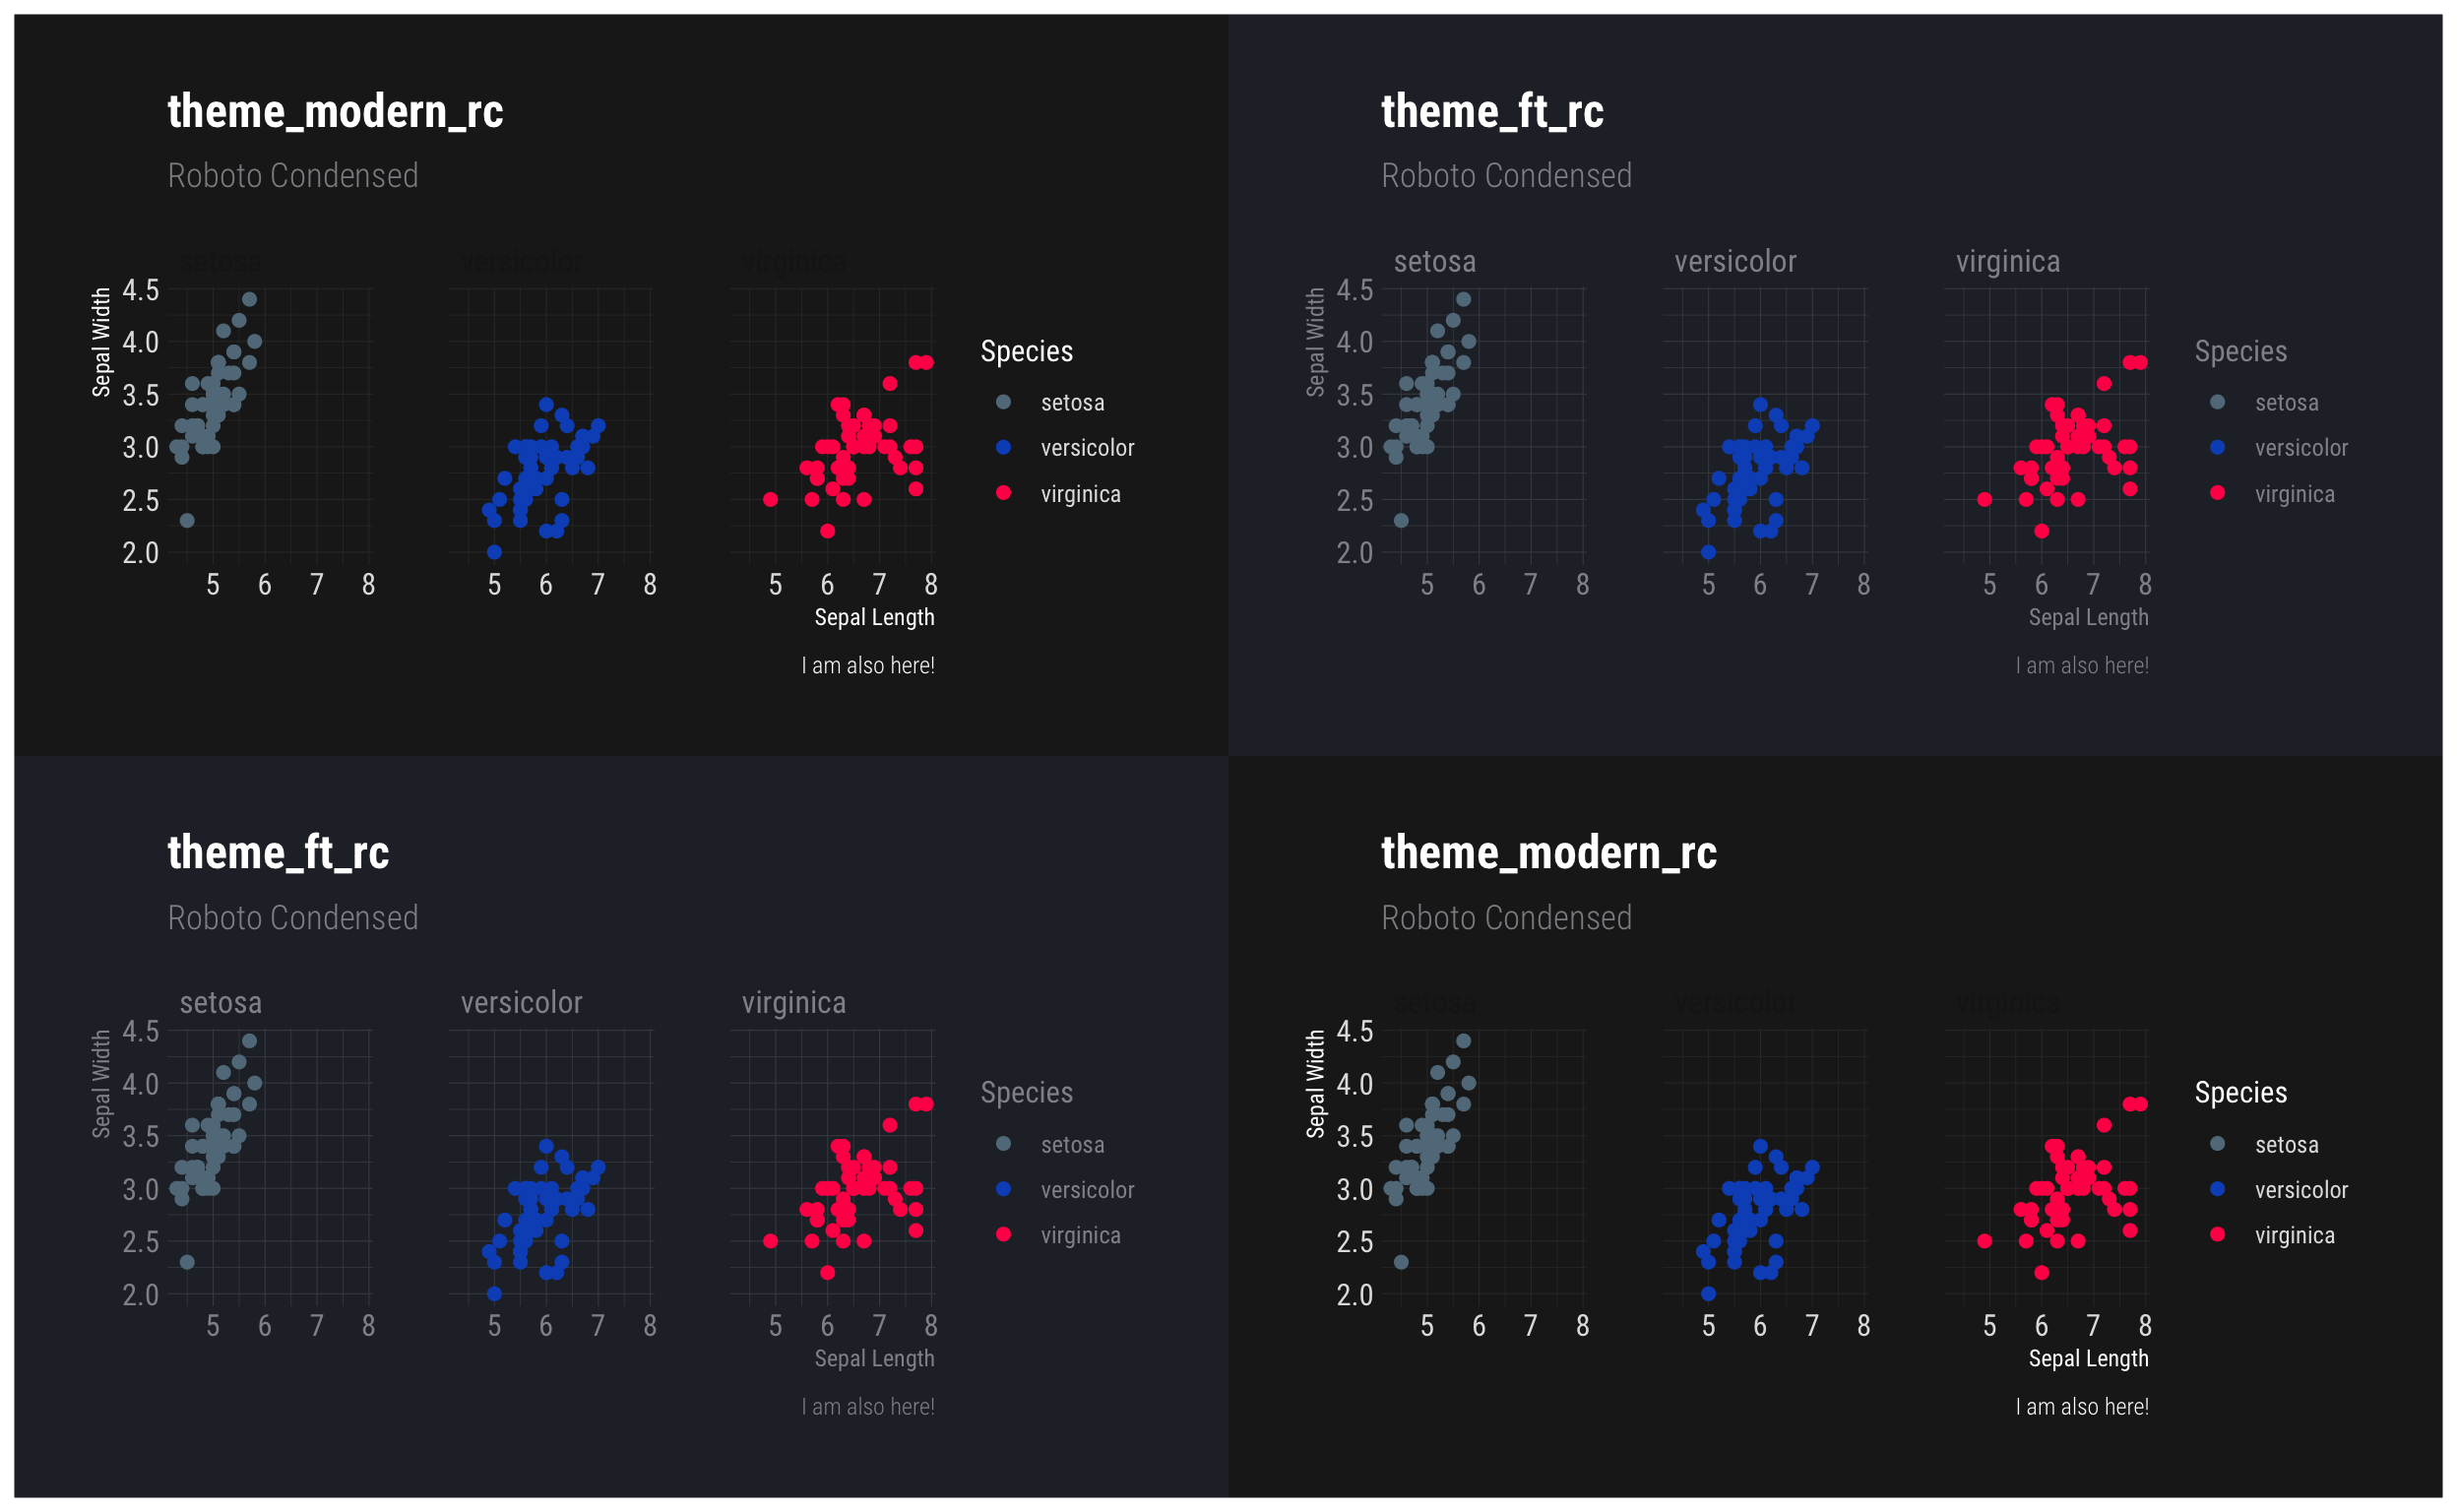 theme_modern_rc
Roboto Condensed
setosa versicolor virginica
Sepal Width
4.5
4.0
3.5
3.0
2.5
2.0
5 6 7 8 5 6 7 8 5 6 7 8
Sepal Length
I am also here!
Species
setosa
versicolor
virginica
theme_ft_rc
Roboto Condensed
setosa versicolor virginica
Sepal Width
4.5
4.0
3.5
3.0
2.5
2.0
5 6 7 8 5 6 7 8 5 6 7 8
Sepal Length
I am also here!
Species
setosa
versicolor
virginica
theme_ft_rc
Roboto Condensed
setosa versicolor virginica
Sepal Width
4.5
4.0
3.5
3.0
2.5
2.0
5 6 7 8 5 6 7 8 5 6 7 8
Sepal Length
I am also here!
Species
setosa
versicolor
virginica
theme_modern_rc
Roboto Condensed
setosa versicolor virginica
Sepal Width
4.5
4.0
3.5
3.0
2.5
2.0
5 6 7 8 5 6 7 8 5 6 7 8
Sepal Length
I am also here!
Species
setosa
versicolor
virginica